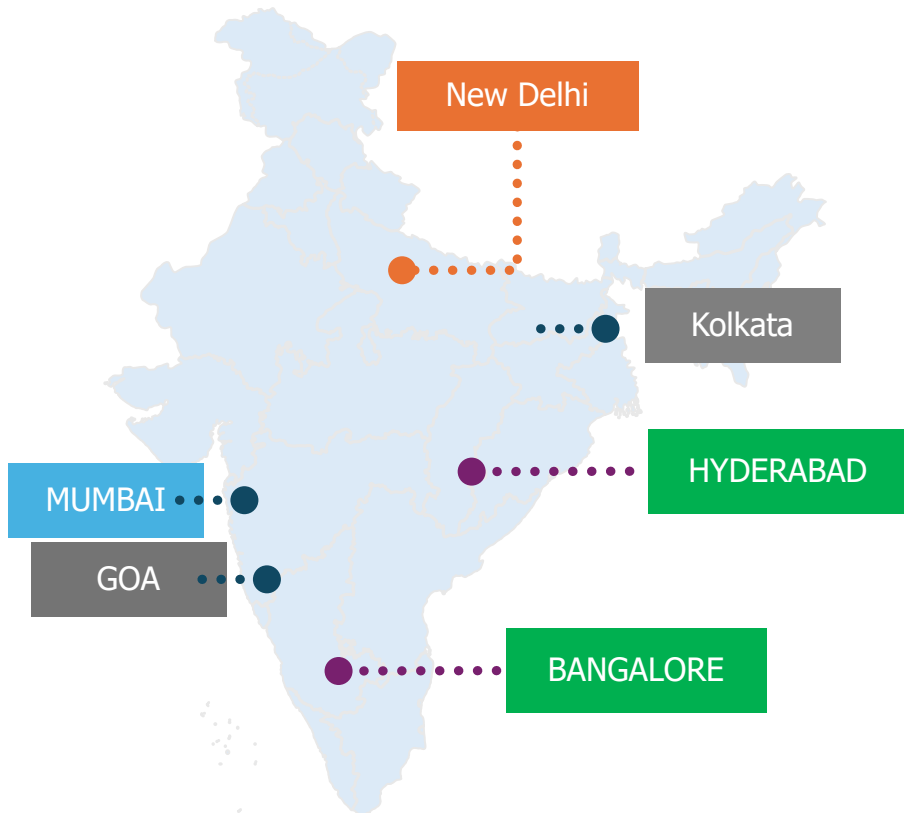 New Delhi
Kolkata
HYDERABAD
MUMBAI
GOA
BANGALORE